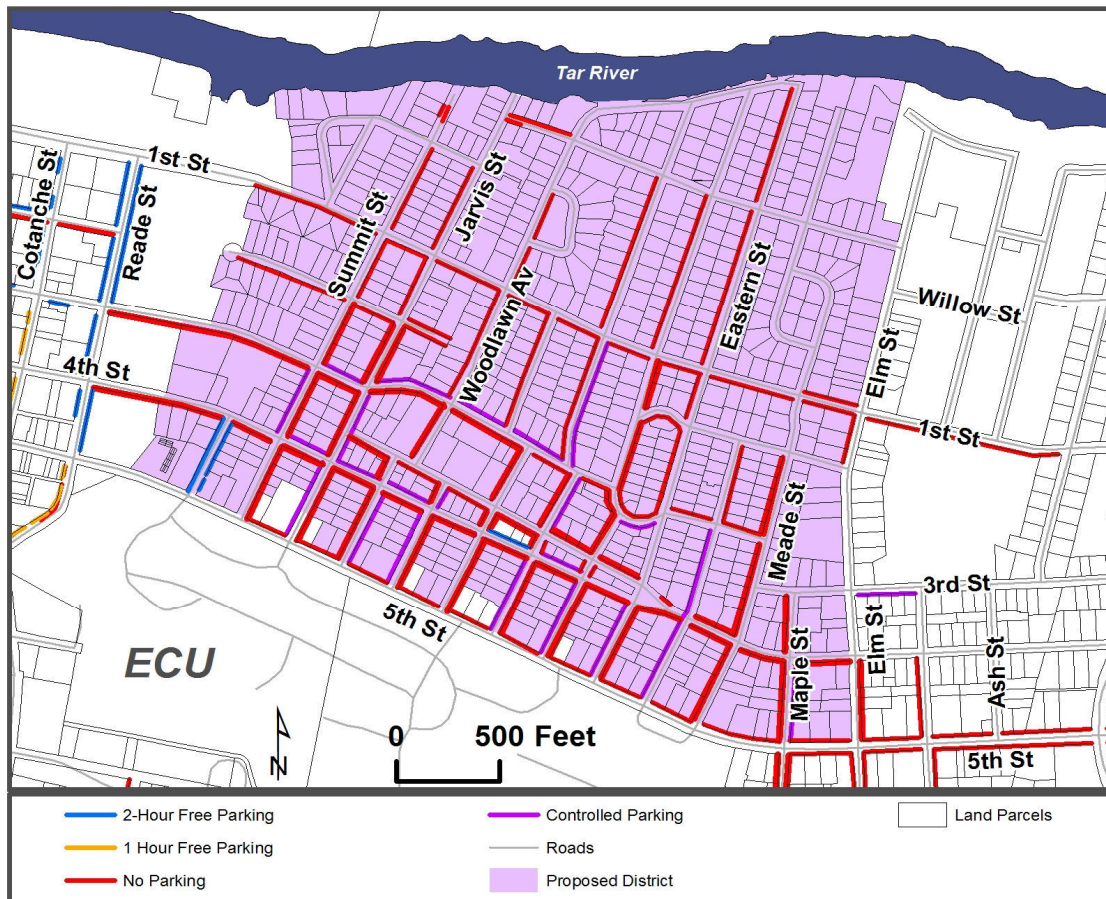 Tar River
1st St
Cotanche St
Reade St
Summit St
Jarvis St
Woodlawn Av
Eastern St
Willow St
Elm St
4th St
1st St
Meade St
3rd St
5th St
Elm St
ECU
Maple St
Ash St
0 500 Feet
N
5th St
2-Hour Free Parking
Controlled Parking
Land Parcels
1 Hour Free Parking
Roads
No Parking
Proposed District